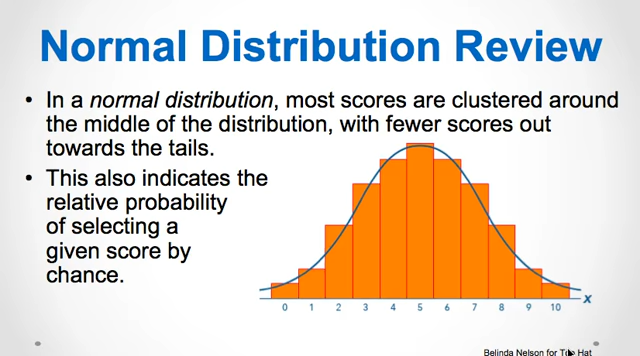 Normal Distribution Review
• In a normal distribution, most scores are clustered around
the middle of the distribution, with fewer scores out
towards the tails.
• This also indicates the
relative probability
of selecting a
given score by
chance.
0 1 2 3 4 5 6 7 8 9 10 x
Belinda Nelson for Top Hat